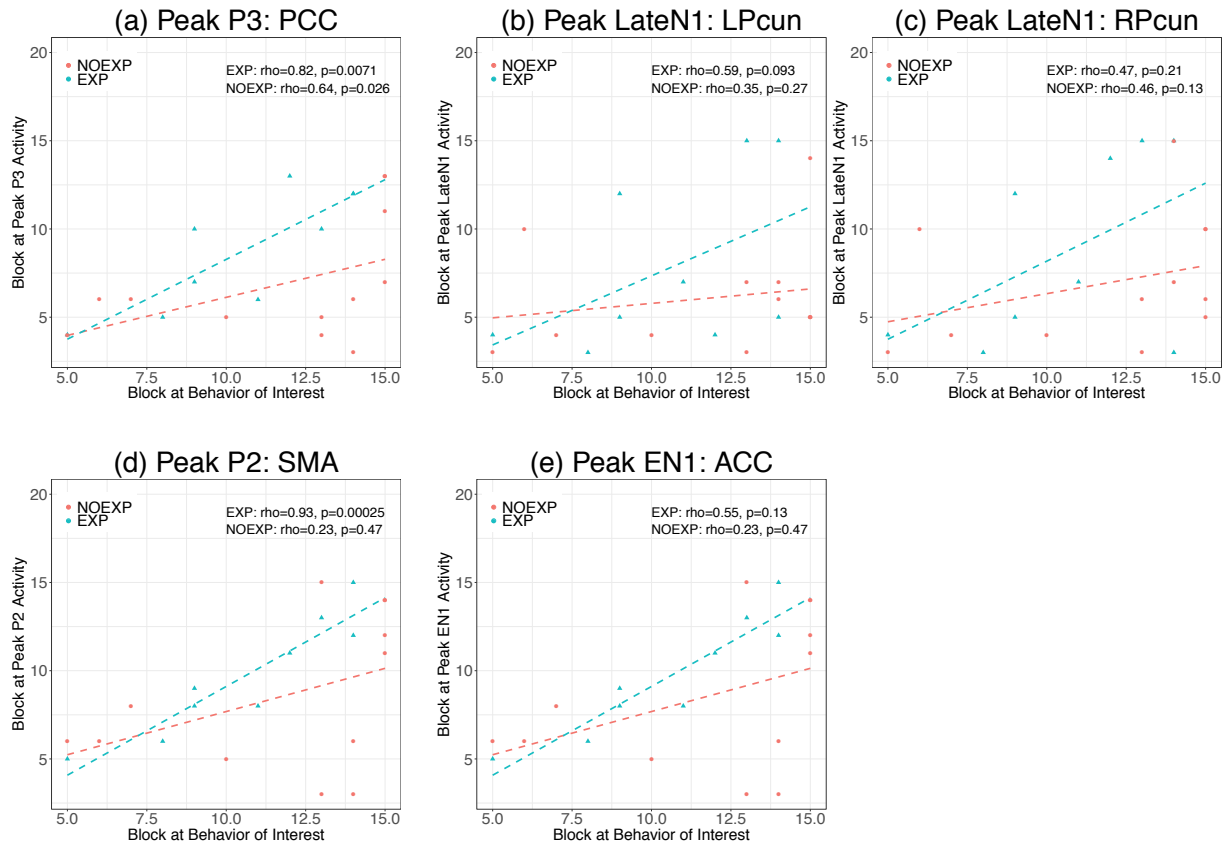 (a) Peak P3: PCC
20
15
10
5
5.0
7.5
10.0
12.5
15.0
Block at Peak P3 Activity
Block at Behavior of Interest
NOEXP
EXP
EXP: rho=0.82, p=0.0071
NOEXP: rho=0.64, p=0.026
(b) Peak LateN1: LPcun
20
15
10
5
5.0
7.5
10.0
12.5
15.0
Block at Peak LateN1 Activity
Block at Behavior of Interest
NOEXP
EXP
EXP: rho=0.59, p=0.093
NOEXP: rho=0.35, p=0.27
(c) Peak LateN1: RPcun
20
15
10
5
5.0
7.5
10.0
12.5
15.0
Block at Peak LateN1 Activity
Block at Behavior of Interest
NOEXP
EXP
EXP: rho=0.47, p=0.21
NOEXP: rho=0.46, p=0.13
(d) Peak P2: SMA
20
15
10
5
5.0
7.5
10.0
12.5
15.0
Block at Peak P2 Activity
Block at Behavior of Interest
NOEXP
EXP
EXP: rho=0.93, p=0.00025
NOEXP: rho=0.23, p=0.47
(e) Peak EN1: ACC
20
15
10
5
5.0
7.5
10.0
12.5
15.0
Block at Peak EN1 Activity
Block at Behavior of Interest
NOEXP
EXP
EXP: rho=0.55, p=0.13
NOEXP: rho=0.23, p=0.47